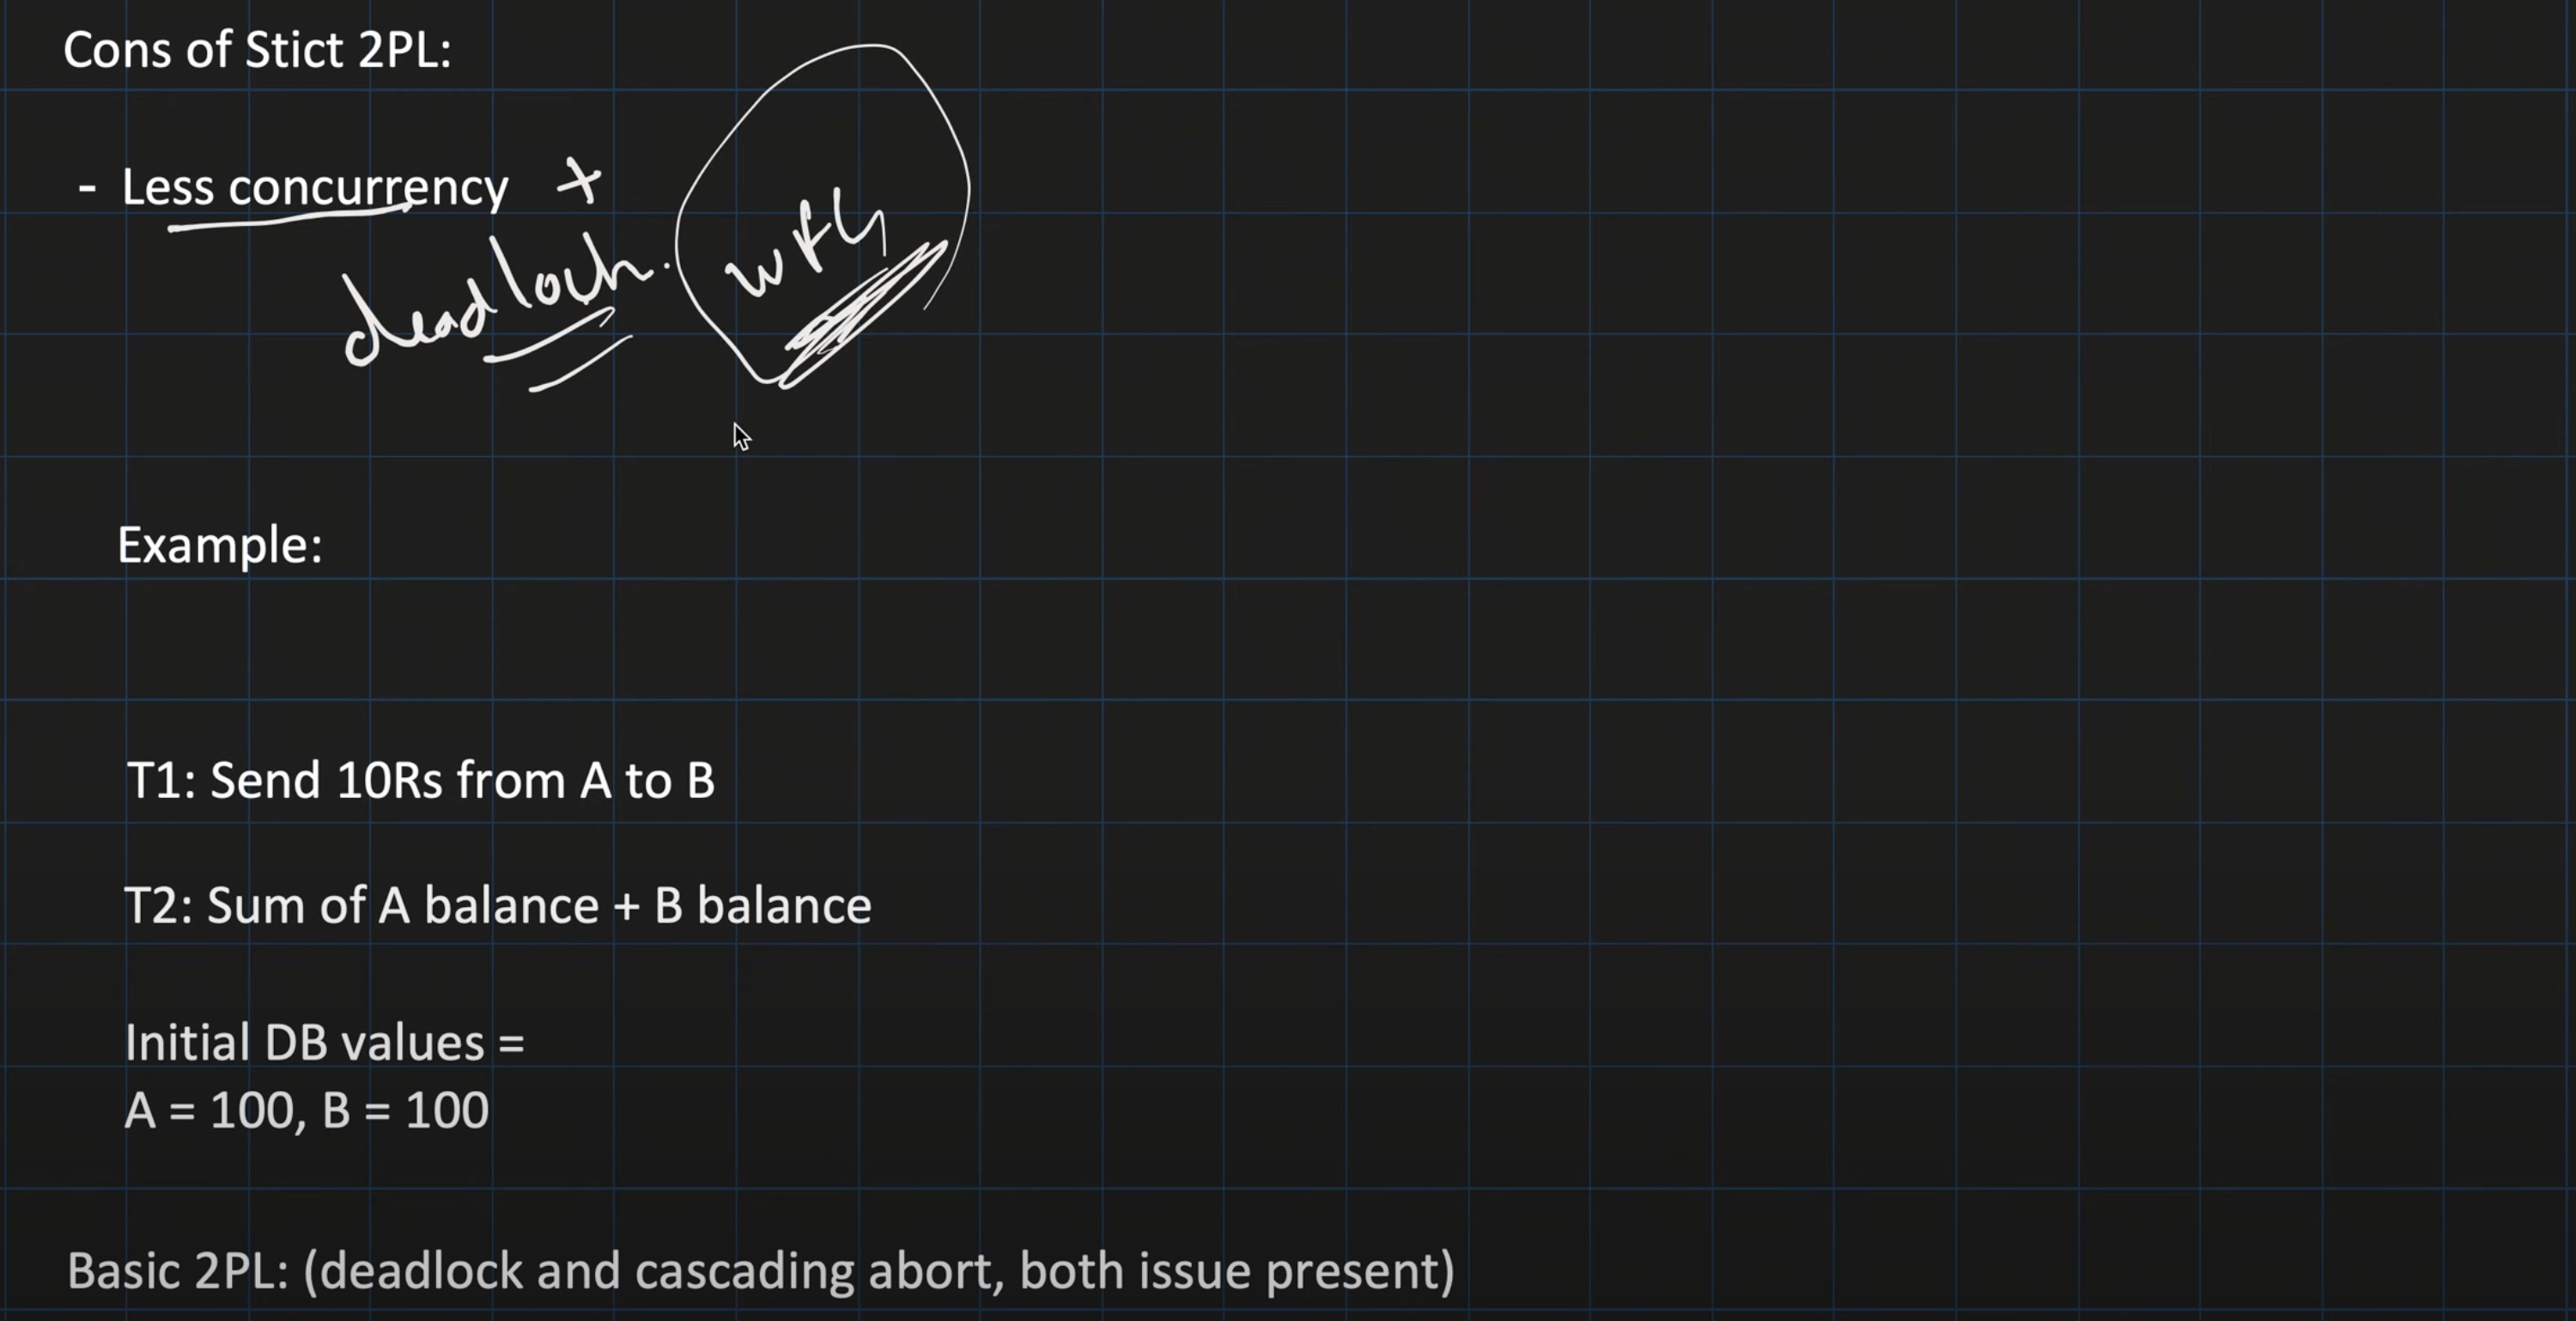 Cons of Stict 2PL:
- Less concurrency +
deadlock.
wfg
Example:
T1: Send 10Rs from A to B
T2: Sum of A balance + B balance
Initial DB values =
A = 100, B = 100
Basic 2PL: (deadlock and cascading abort, both issue present)